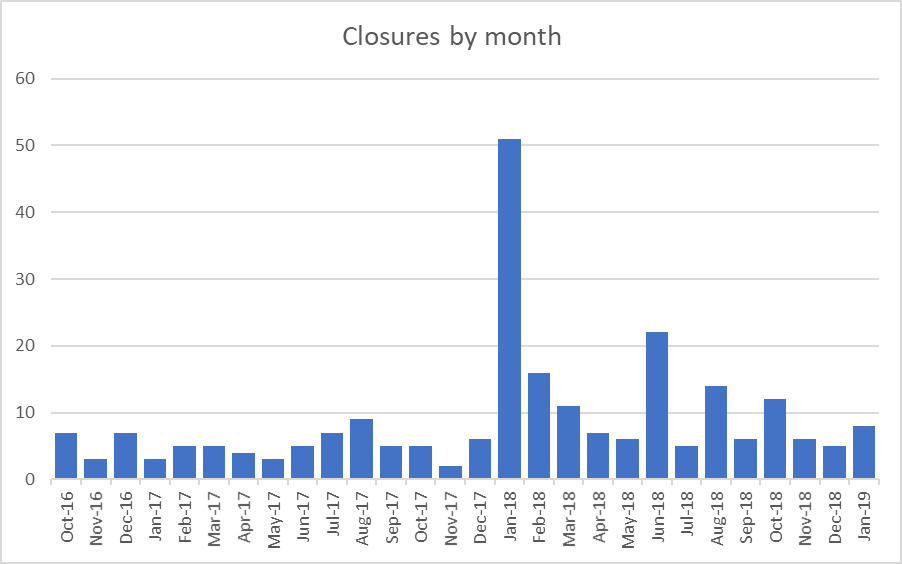 Closures by month
60
50
40
30
20
10
0
Oct-16
Nov-16
Dec-16
Jan-17
Feb-17
Mar-17
Apr-17
May-17
Jun-17
Jul-17
Aug-17
Sep-17
Oct-17
Nov-17
Dec-17
Jan-18
Feb-18
Mar-18
Apr-18
May-18
Jun-18
Jul-18
Aug-18
Sep-18
Oct-18
Nov-18
Dec-18
Jan-19